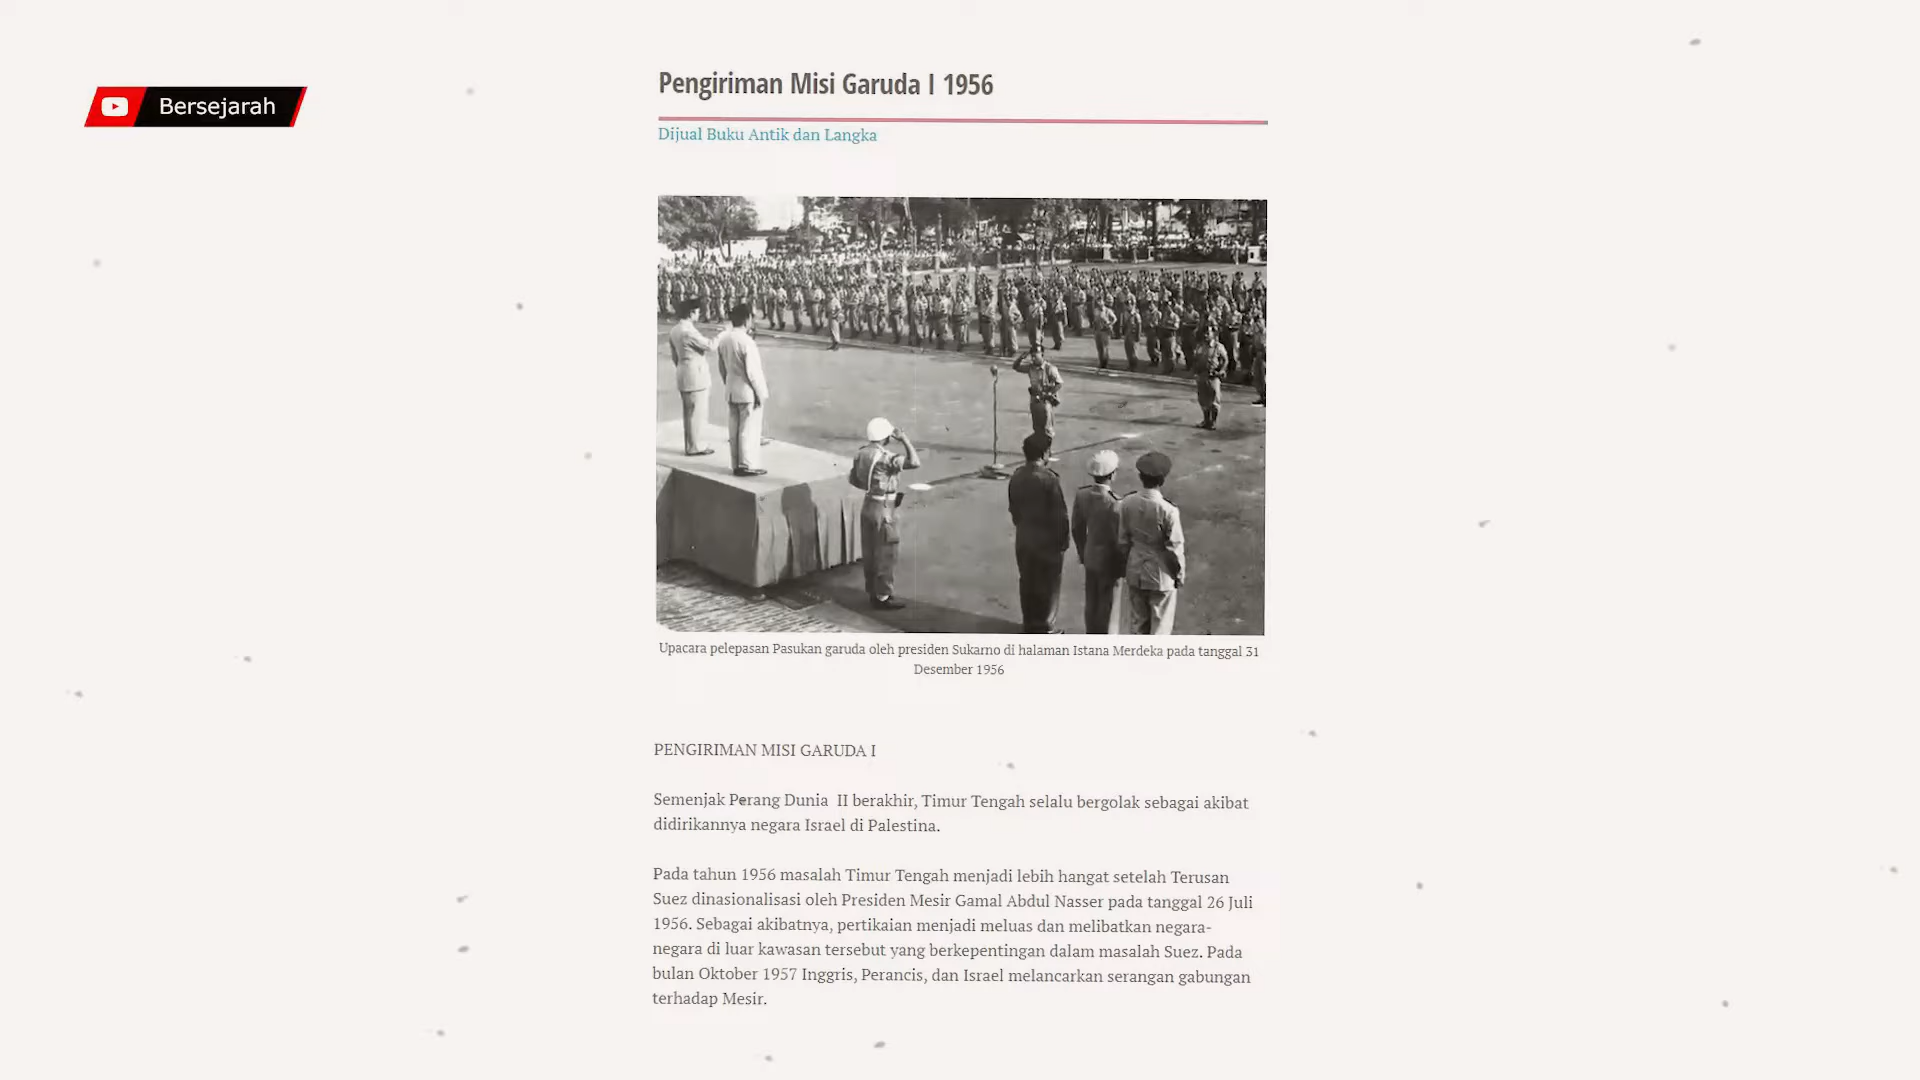 Bersejarah
Pengiriman Misi Garuda I 1956
Dijual Buku Antik dan Langka
Upacara pelepasan Pasukan garuda oleh presiden Sukarno di halaman Istana Merdeka pada tanggal 31
Desember 1956
PENGIRIMAN MISI GARUDA I
Semenjak Perang Dunia II berakhir, Timur Tengah selalu bergolak sebagai akibat
didirikannya negara Israel di Palestina.
Pada tahun 1956 masalah Timur Tengah menjadi lebih hangat setelah Terusan
Suez dinasionalisasi oleh Presiden Mesir Gamal Abdul Nasser pada tanggal 26 Juli
1956. Sebagai akibatnya, pertikaian menjadi meluas dan melibatkan negara-
negara di luar kawasan tersebut yang berkepentingan dalam masalah Suez. Pada
bulan Oktober 1957 Inggris, Perancis, dan Israel melancarkan serangan gabungan
terhadap Mesir.